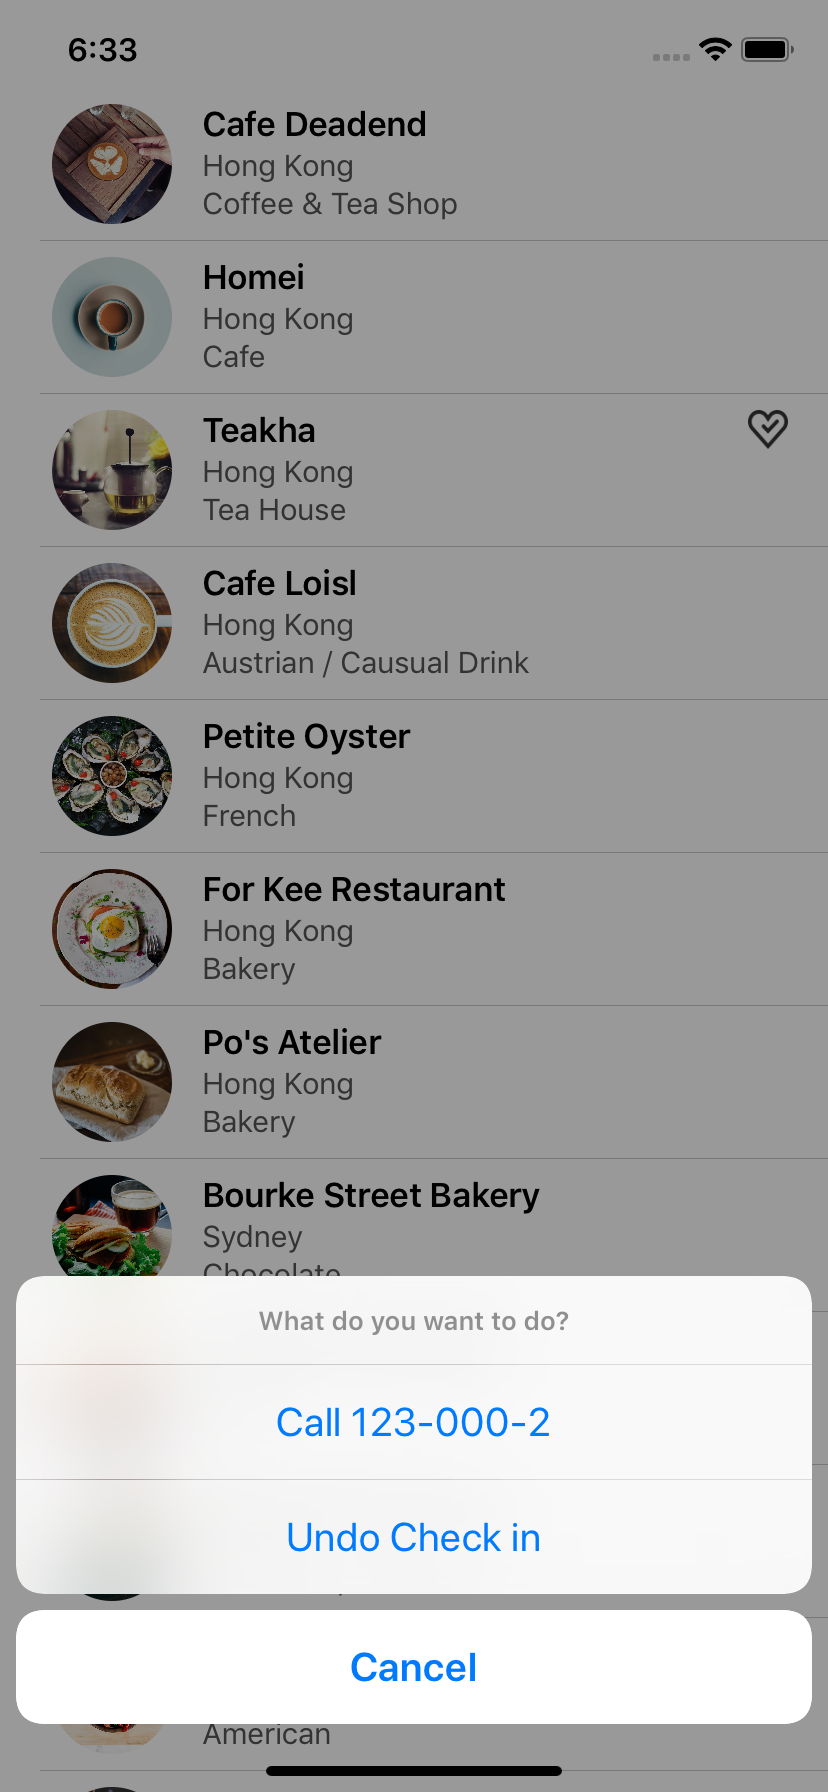 6:33
Cafe Deadend
Hong Kong
Coffee & Tea Shop
Homei
Hong Kong
Cafe
Teakha
Hong Kong
Tea House
Cafe Loisl
Hong Kong
Austrian / Causual Drink
Petite Oyster
Hong Kong
French
For Kee Restaurant
Hong Kong
Bakery
Po's Atelier
Hong Kong
Bakery
Bourke Street Bakery
Sydney
Chocolate
What do you want to do?
Call 123-000-2
Undo Check in
Cancel
American